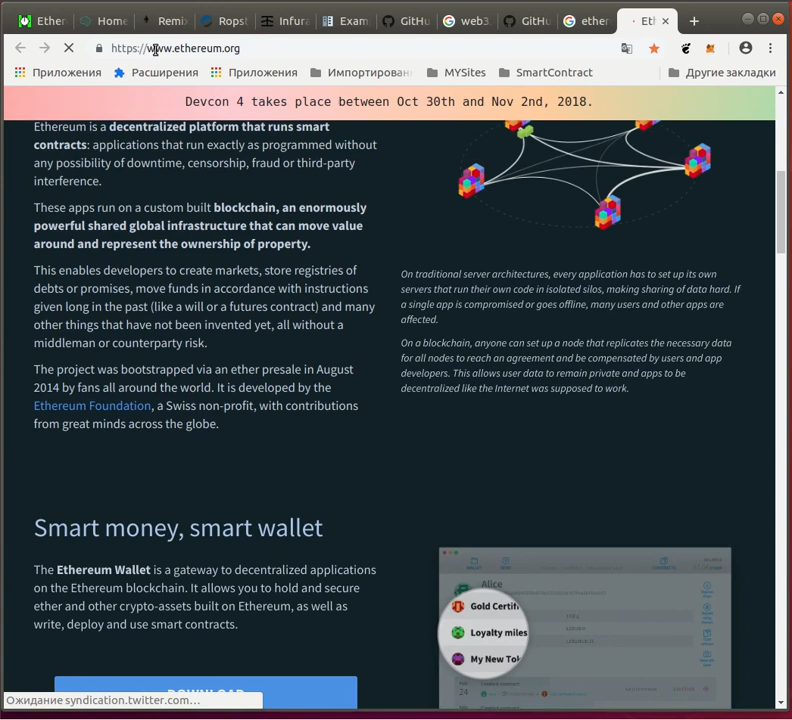 Ether
Home
Remix
Ropst
Infura
Exam
GitHu
web3
GitHu
ether
Eth
https://www.ethereum.org
Приложения
Расширения
Импортирован
MYSites
SmartContract
Другие закладки
Devcon 4 takes place between Oct 30th and Nov 2nd, 2018.
Ethereum is a decentralized platform that runs smart
contracts: applications that run exactly as programmed without
any possibility of downtime, censorship, fraud or third-party
interference.
These apps run on a custom built blockchain, an enormously
powerful shared global infrastructure that can move value
around and represent the ownership of property.
This enables developers to create markets, store registries of
debts or promises, move funds in accordance with instructions
given long in the past (like a will or a futures contract) and many
other things that have not been invented yet, all without a
middleman or counterparty risk.
The project was bootstrapped via an ether presale in August
2014 by fans all around the world. It is developed by the
Ethereum Foundation, a Swiss non-profit, with contributions
from great minds across the globe.
On traditional server architectures, every application has to set up its own
servers that run their own code in isolated silos, making sharing of data hard. If
a single app is compromised or goes offline, many users and other apps are
affected.
On a blockchain, anyone can set up a node that replicates the necessary data
for all nodes to reach an agreement and be compensated by users and app
developers. This allows user data to remain private and apps to be
decentralized like the Internet was supposed to work.
Smart money, smart wallet
The Ethereum Wallet is a gateway to decentralized applications
on the Ethereum blockchain. It allows you to hold and secure
ether and other crypto-assets built on Ethereum, as well as
write, deploy and use smart contracts.
DOWNLOAD
Alice
Gold Certifi
Loyalty miles
My New Tok
24
Ожидание syndication.twitter.com…